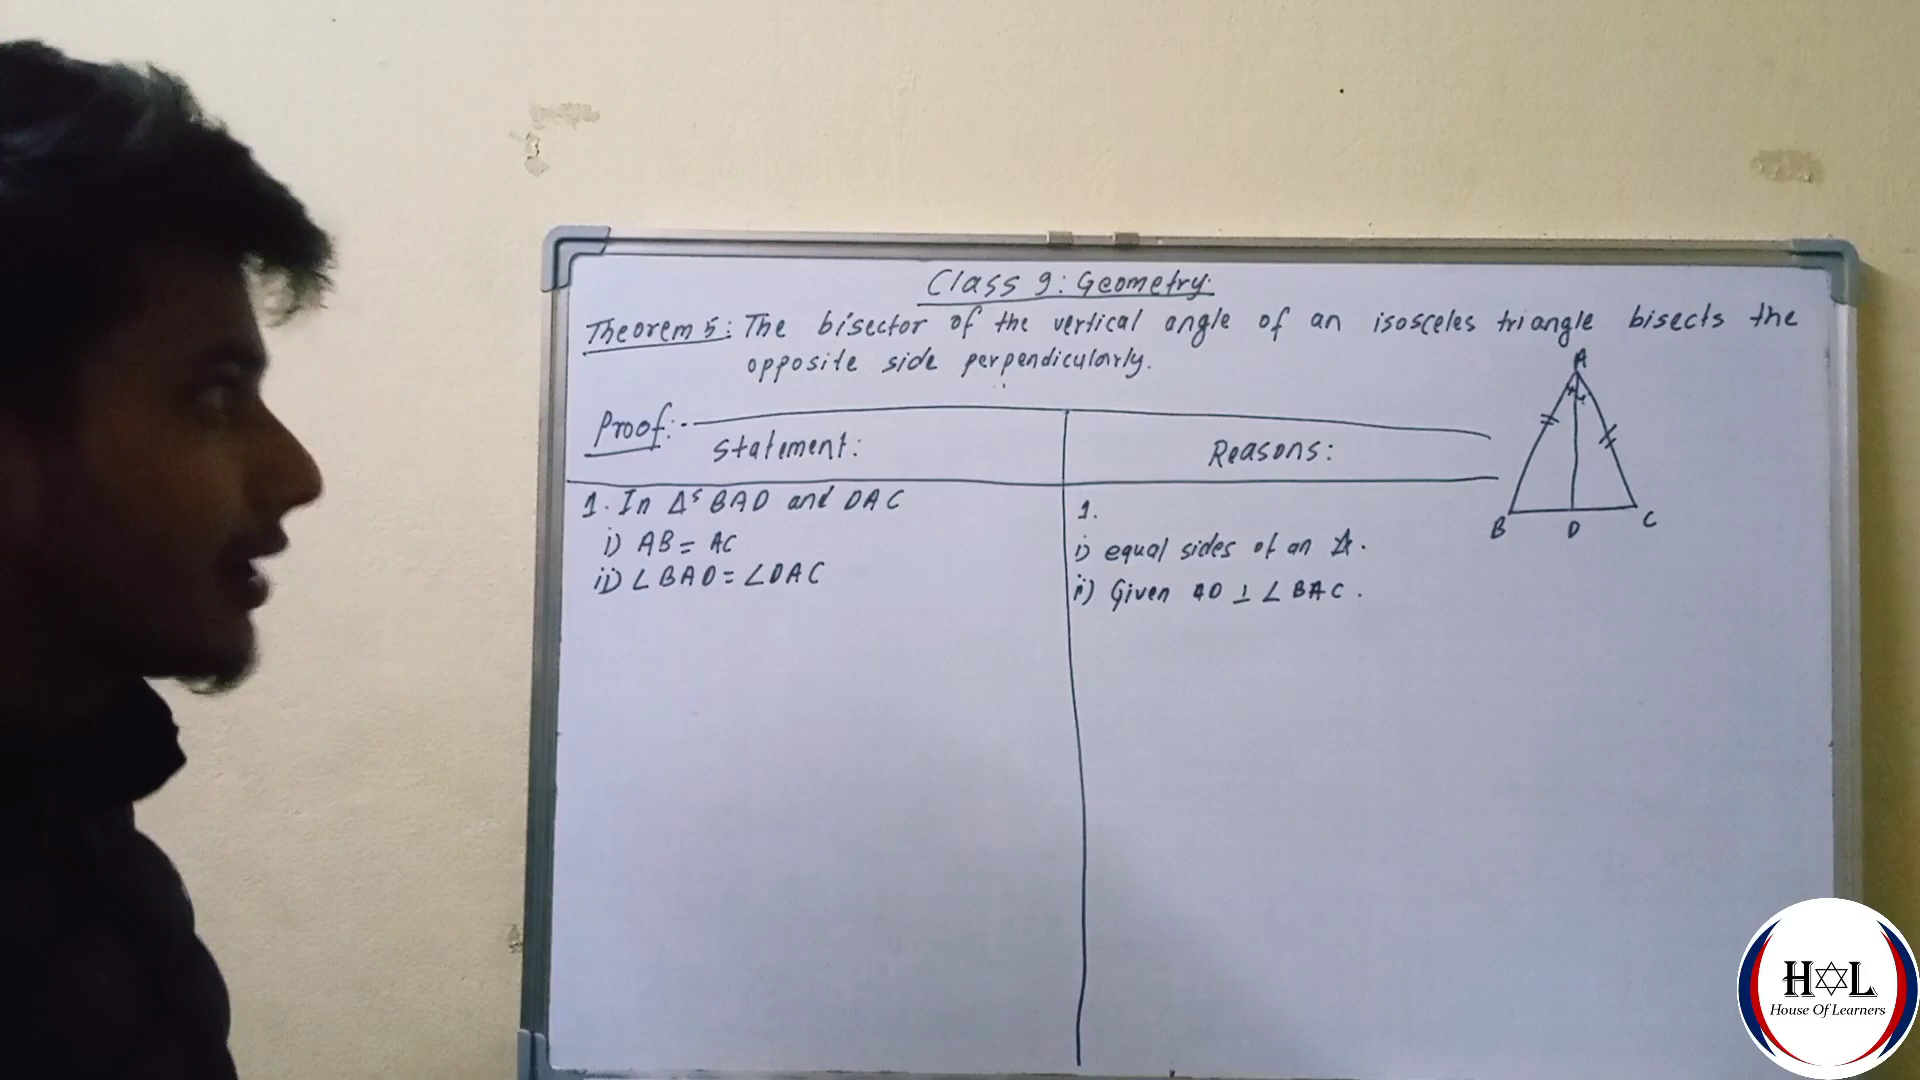 Class 9: Geometry.
Theorem 5: The bisector of the vertical angle of an isosceles triangle bisects the
opposite side perpendicularly.
Proof:-
Statement:
Reasons:
1. In Δˢ BAD and DAC
i) AB = AC
ii) ∠BAD = ∠DAC
1.
i) equal sides of an
ii) Given AD ⊥ ∠BAC.
A
B D C
H L
House Of Learners